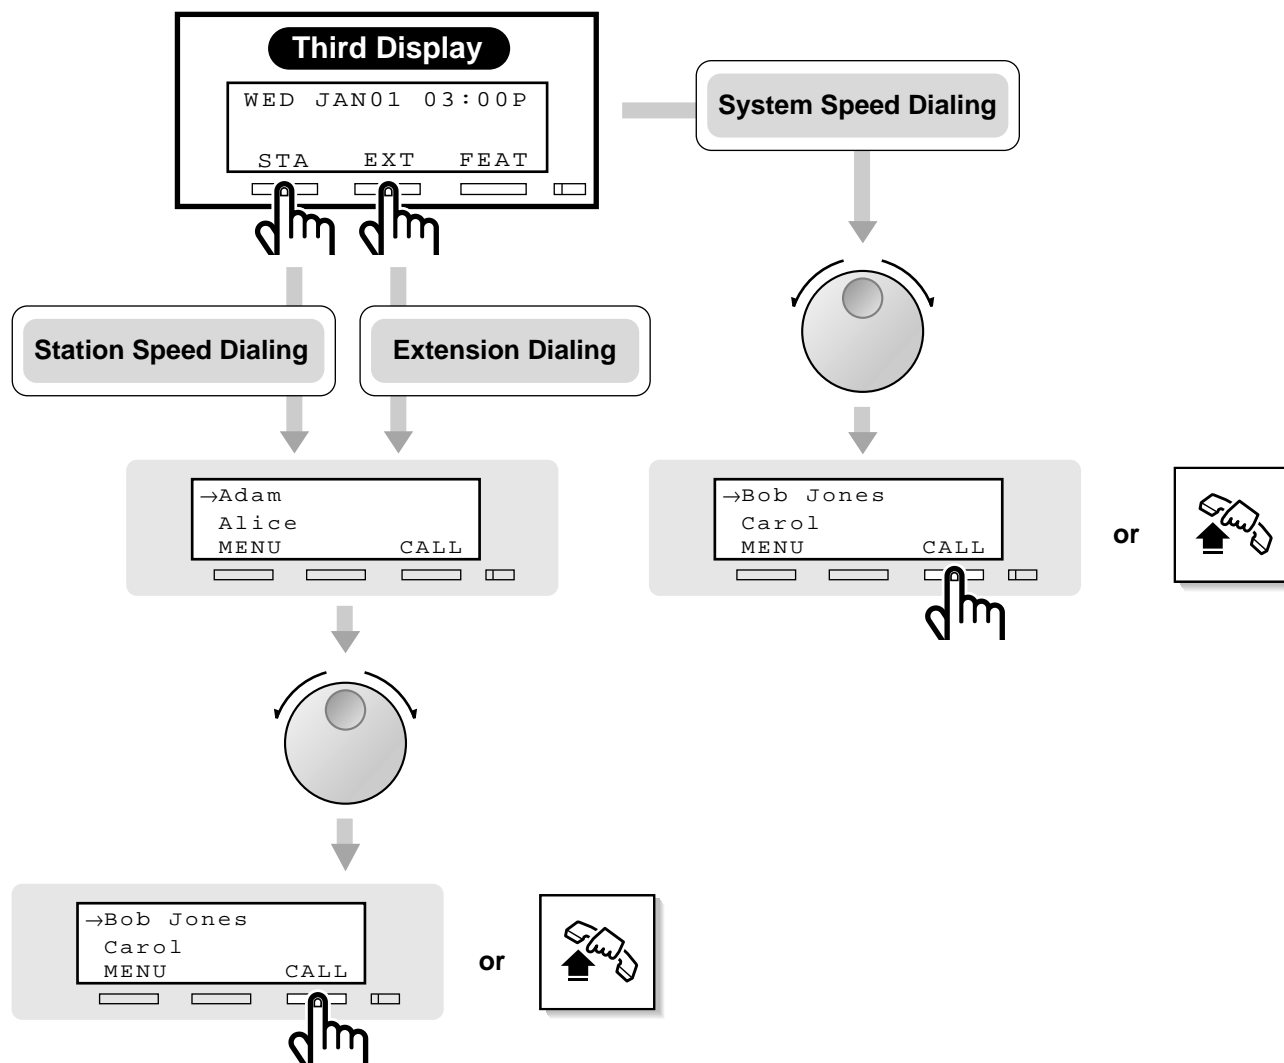 Third Display
WED JAN01 03:00P
STA EXT FEAT
System Speed Dialing
Station Speed Dialing
Extension Dialing
→Adam
Alice
MENU CALL
→Bob Jones
Carol
MENU CALL
or
→Bob Jones
Carol
MENU CALL
or